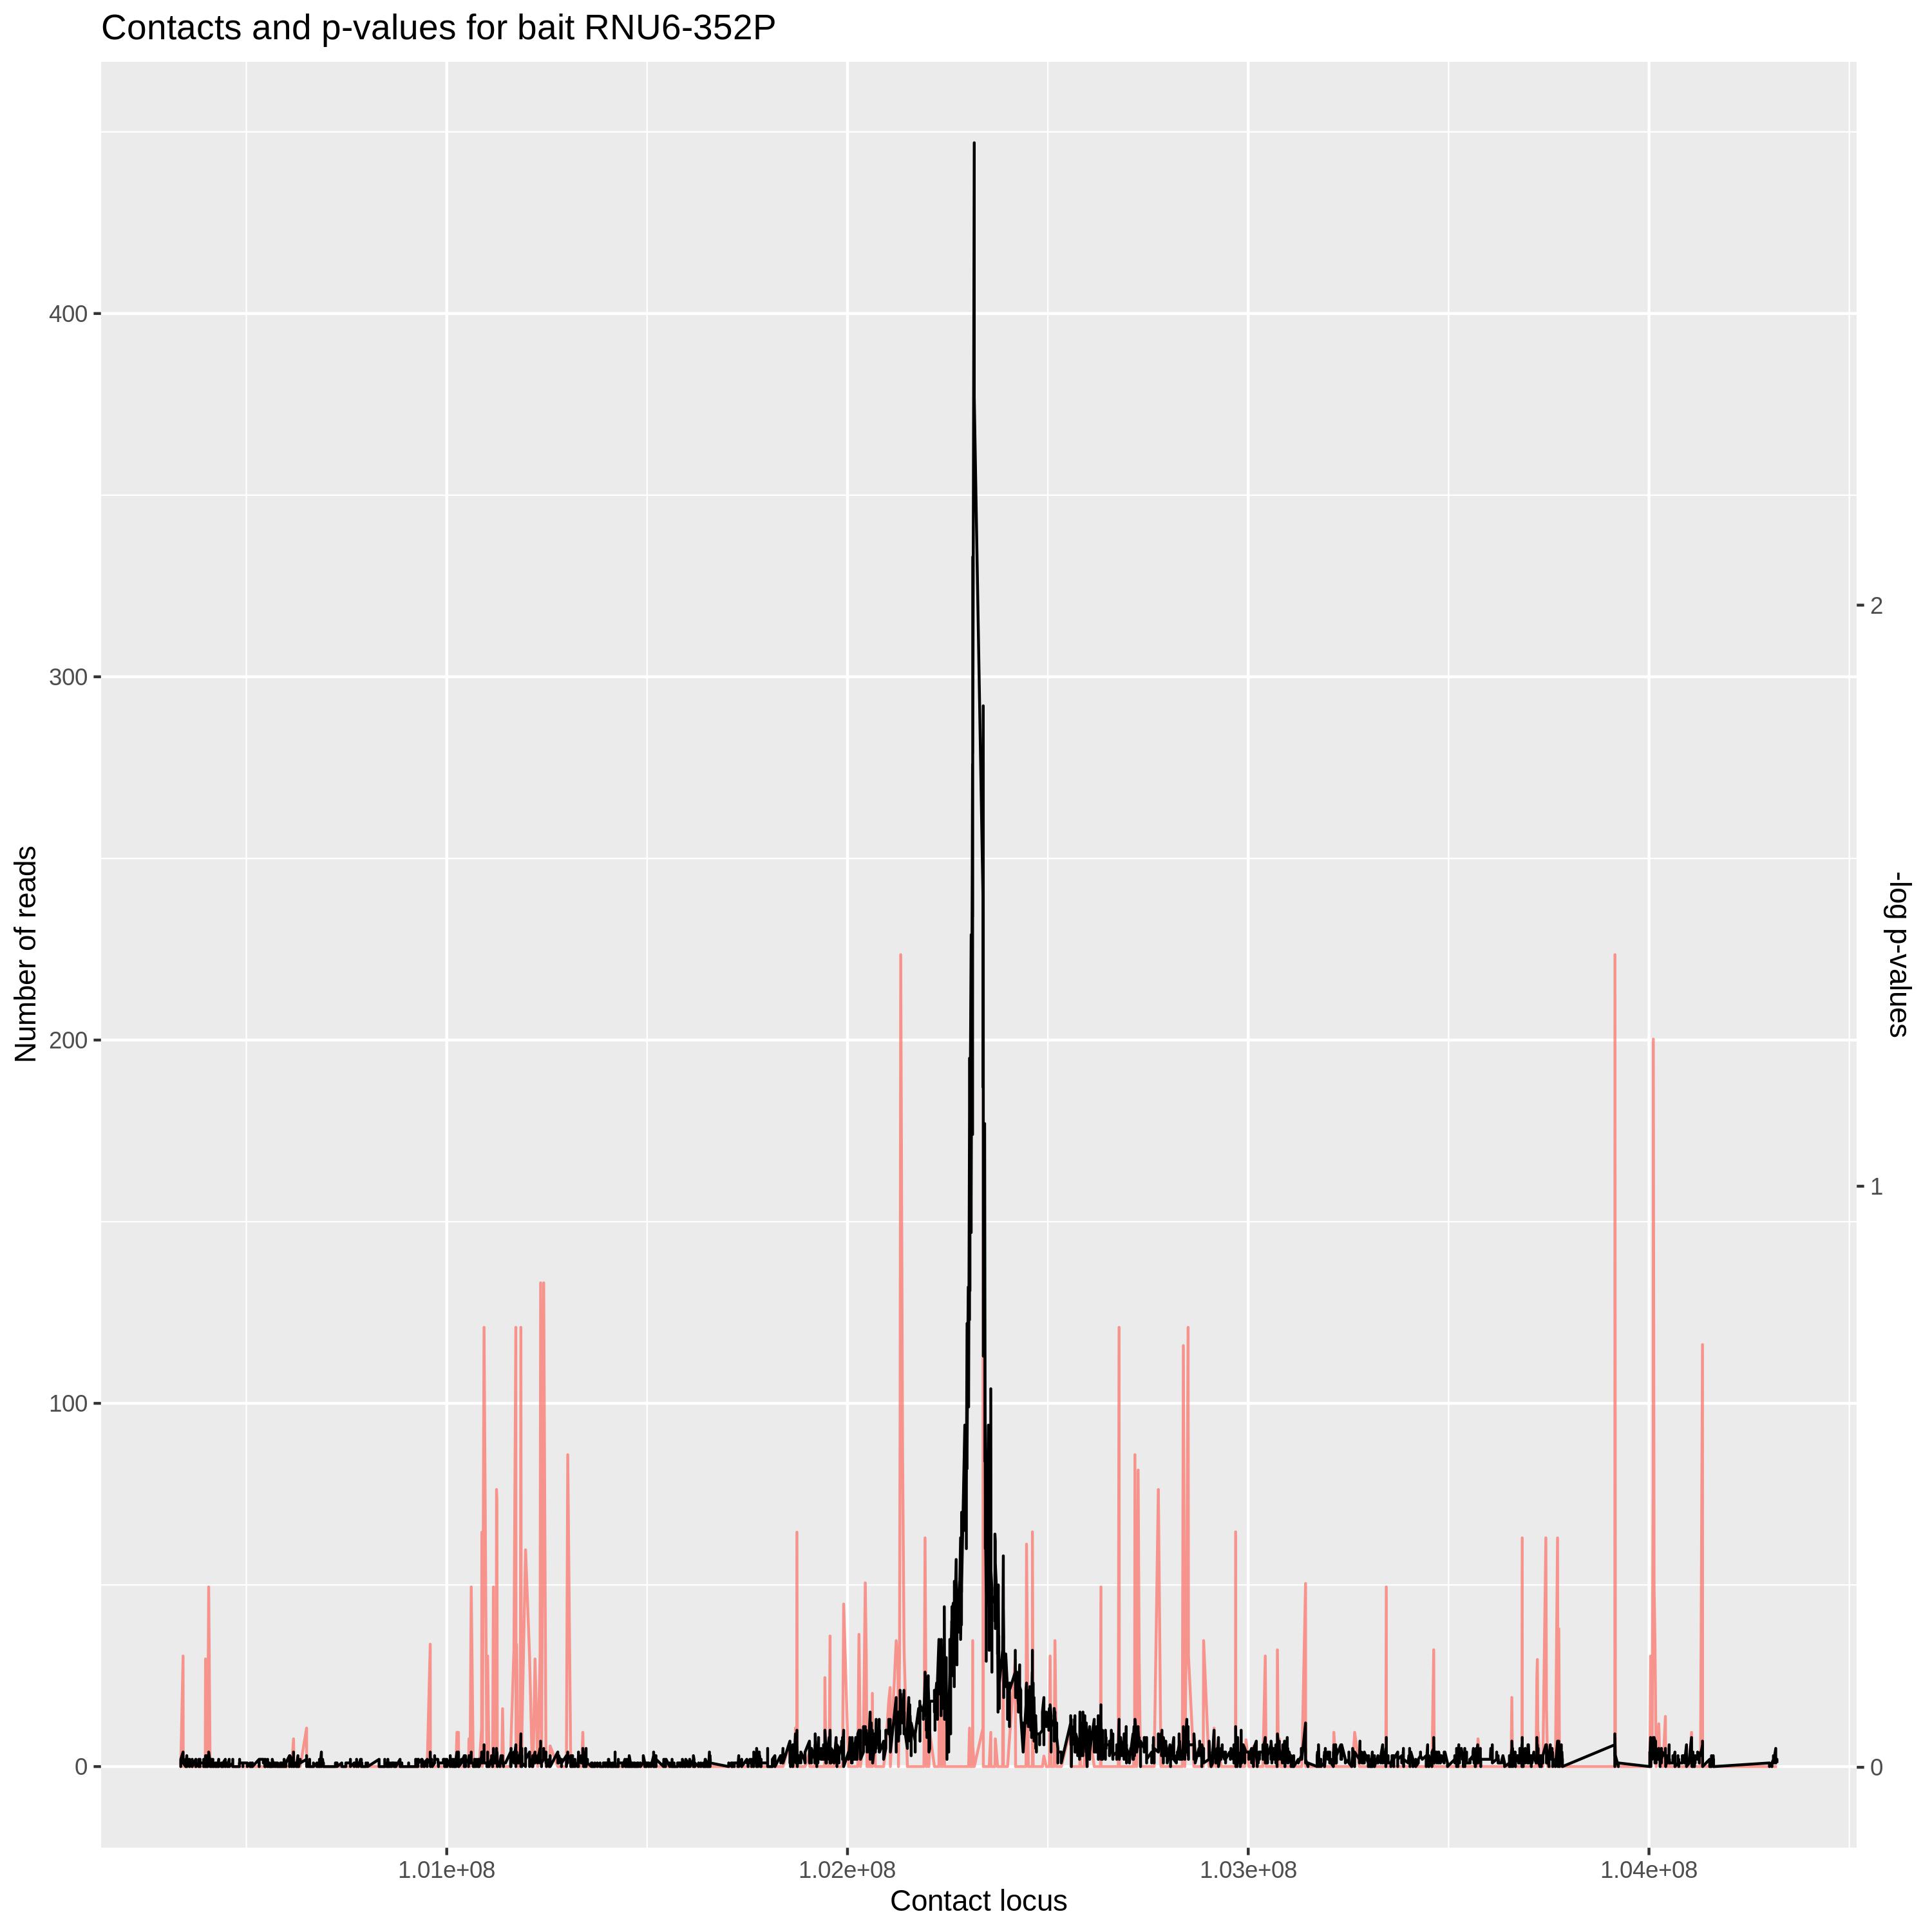 Contacts and p-values for bait RNU6-352P
400
300
200
100
0
2
1
0
Number of reads
-log p-values
1.01e+08
1.02e+08
1.03e+08
1.04e+08
Contact locus